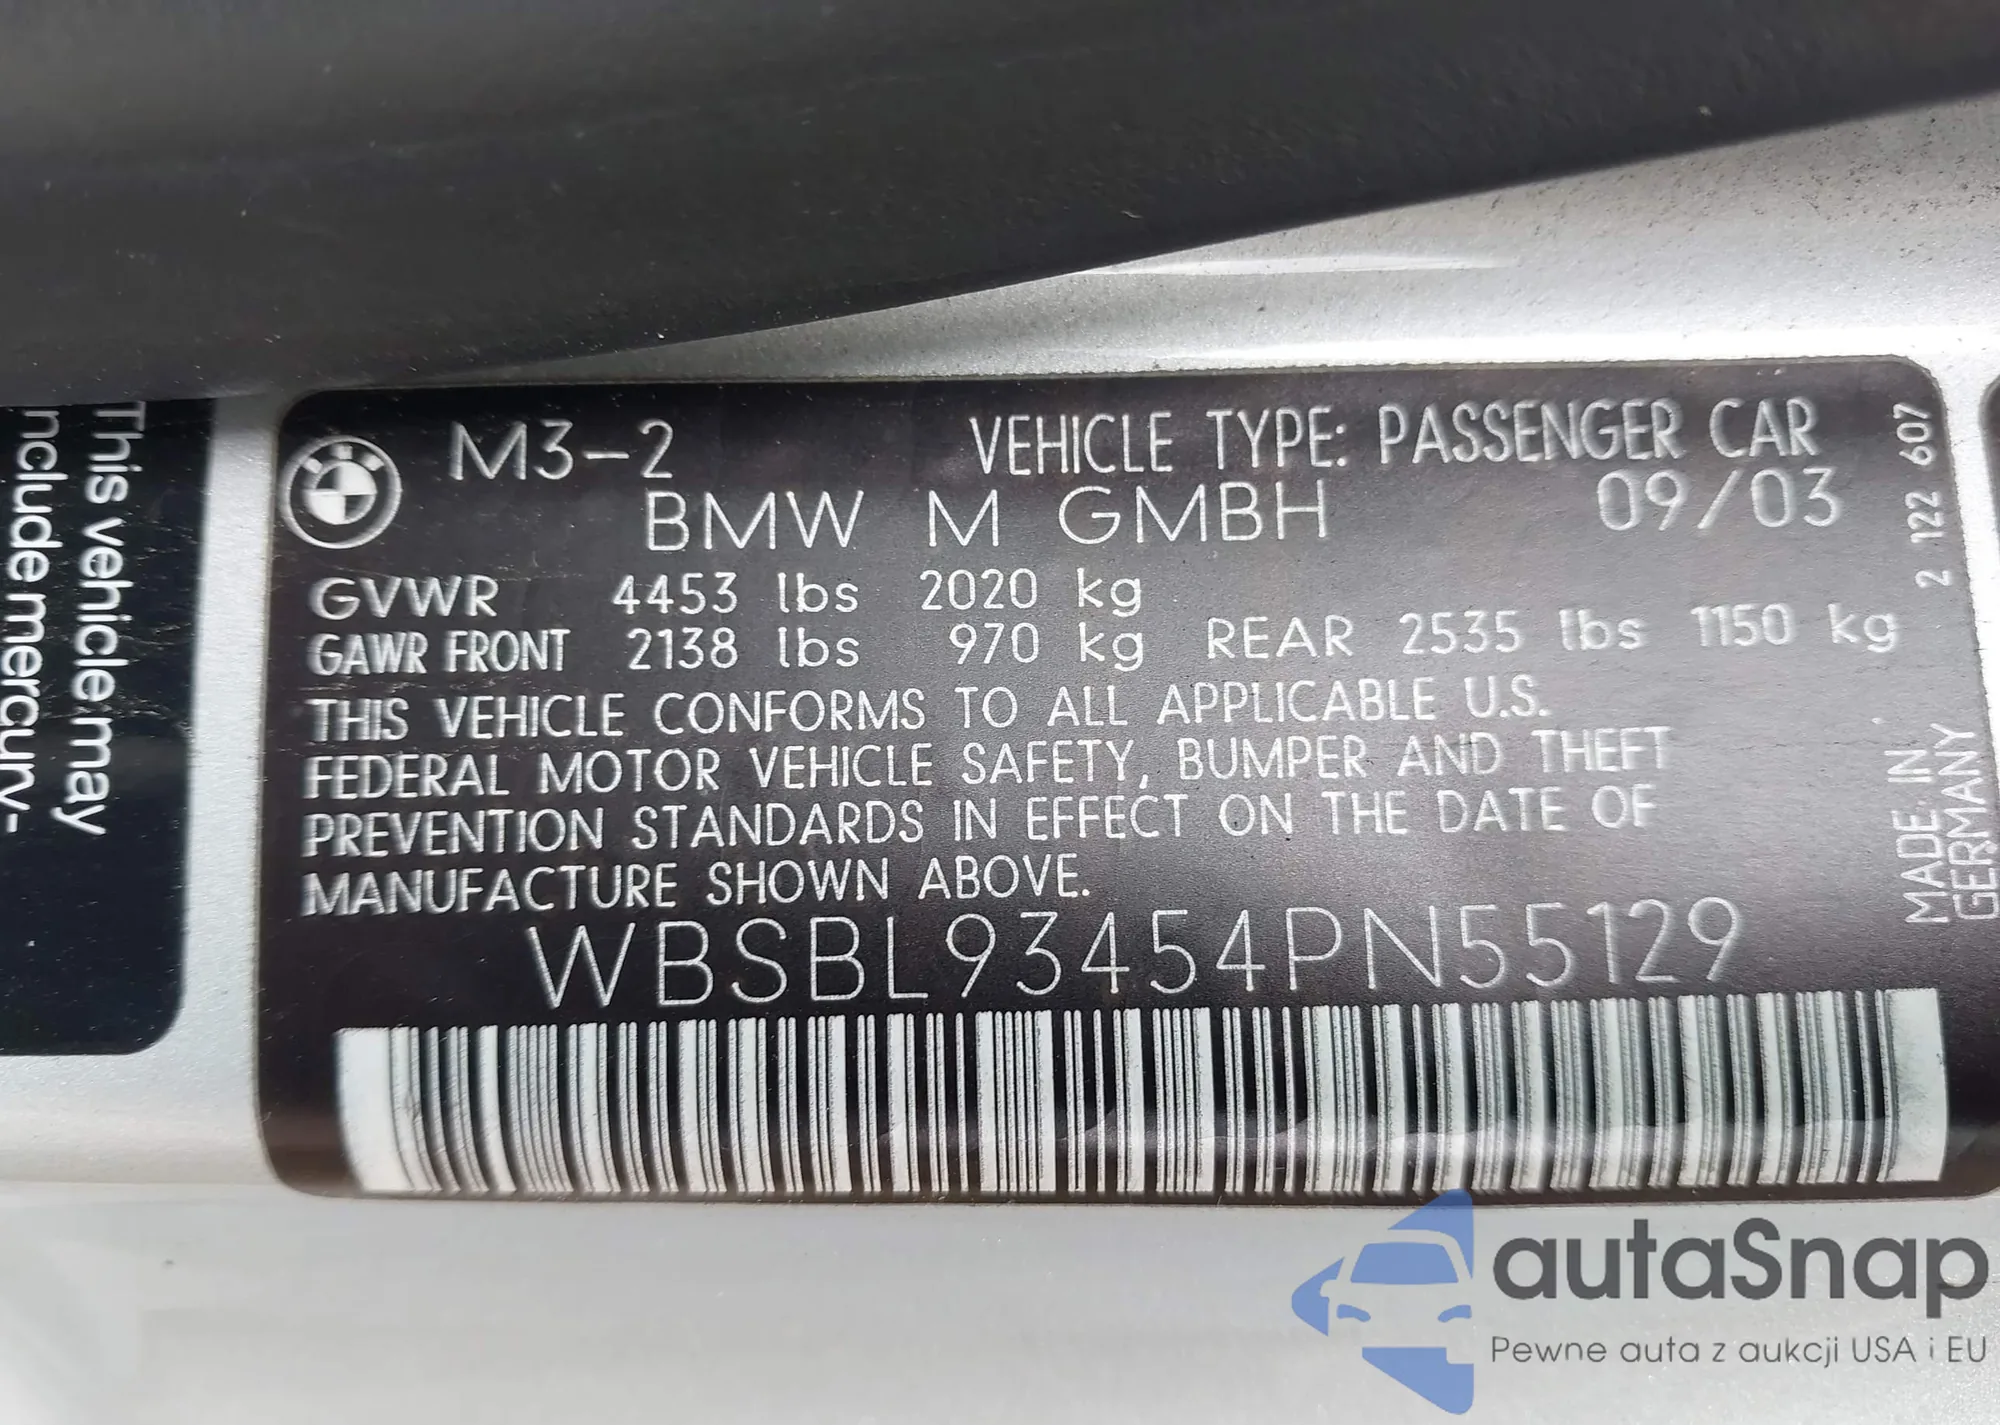 M3-2 VEHICLE TYPE: PASSENGER CAR
BMW M GMBH 09/03
GVWR 4453 lbs 2020 kg
GAWR FRONT 2138 lbs 970 kg REAR 2535 lbs 1150 kg
THIS VEHICLE CONFORMS TO ALL APPLICABLE U.S.
FEDERAL MOTOR VEHICLE SAFETY, BUMPER AND THEFT
PREVENTION STANDARDS IN EFFECT ON THE DATE OF
MANUFACTURE SHOWN ABOVE.
WBSBL93454PN55129
2 122 607
MADE IN
GERMANY
This vehicle may
include mercury-
autaSnap
Pewne auta z aukcji USA i EU